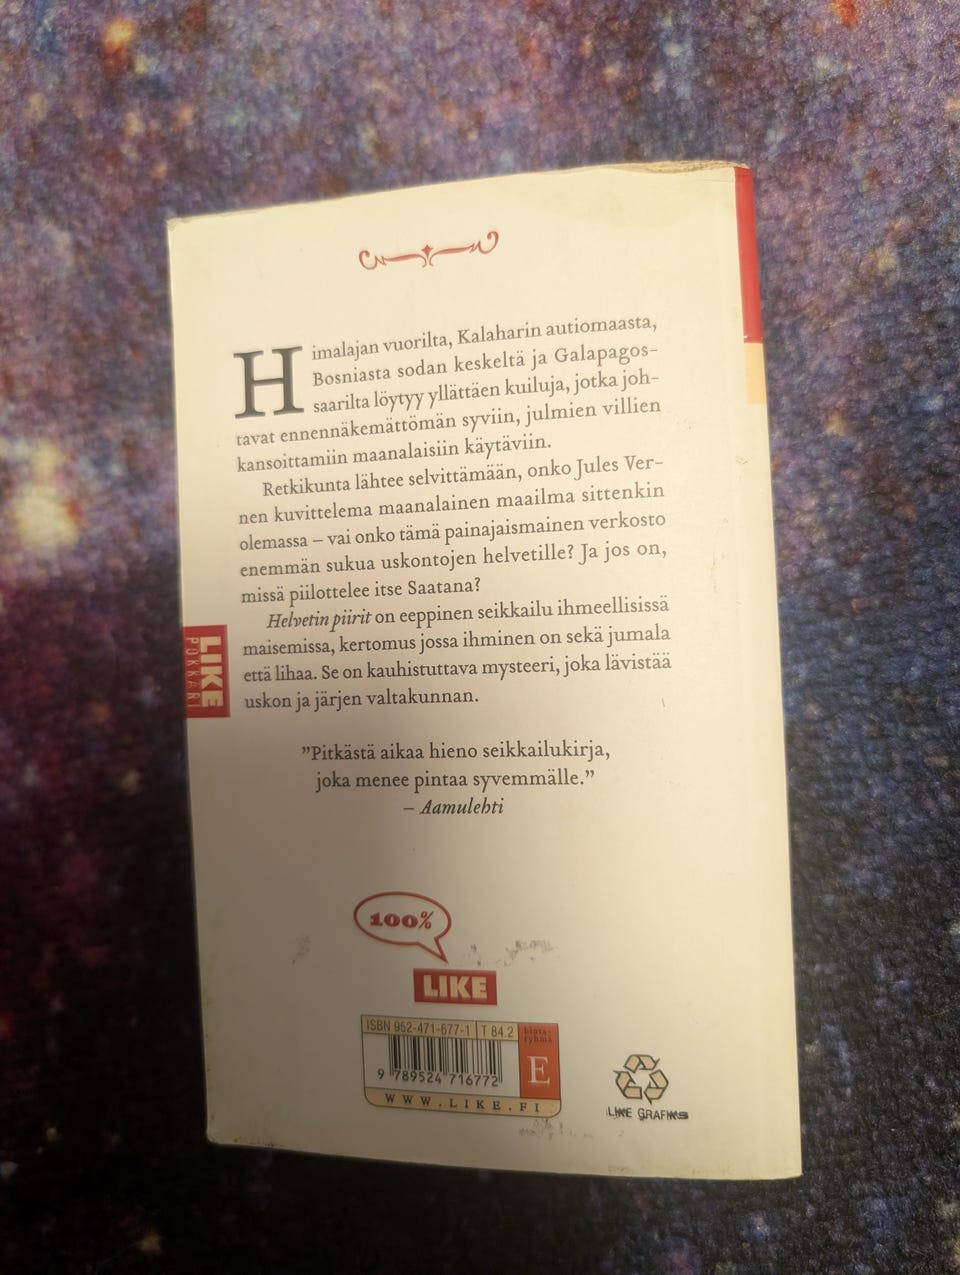 Himalajan vuorilta, Kalaharin autiomaasta,
Bosniasta sodan keskeltä ja Galapagos-
saarilta löytyy yllättäen kuiluja, jotka joh-
tavat ennennäkemättömän syviin, julmien villien
kansoittamiin maanalaisiin käytäviin.
Retkikunta lähtee selvittämään, onko Jules Ver-
nen kuvittelema maanalainen maailma sittenkin
olemassa – vai onko tämä painajaismainen verkosto
enemmän sukua uskontojen helvetille? Ja jos on,
missä piilottelee itse Saatana?
Helvetin piirit on eeppinen seikkailu ihmeellisissä
maisemissa, kertomus jossa ihminen on sekä jumala
että lihaa. Se on kauhistuttava mysteeri, joka lävistää
uskon ja järjen valtakunnan.
LIKE
POKKARI
”Pitkästä aikaa hieno seikkailukirja,
joka menee pintaa syvemmälle.”
– Aamulehti
100%
LIKE
ISBN 952-471-677-1 T 84.2
hinta-
ryhmä
E
9 789524 716772
WWW.LIKE.FI
LIKE GRAFIIKS